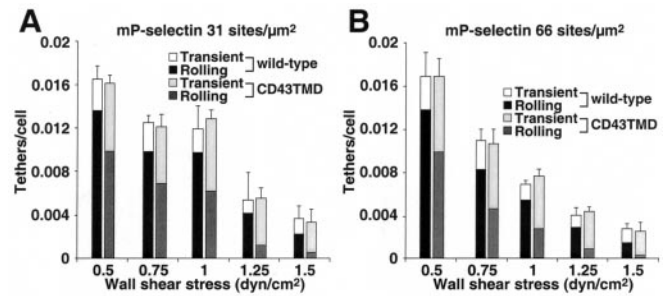 A
mP-selectin 31 sites/µm²
Tethers/cell
0.02
0.016
0.012
0.008
0.004
0
Transient
Rolling
wild-type
Transient
Rolling
CD43TMD
0.5 0.75 1 1.25 1.5
Wall shear stress (dyn/cm²)
B
mP-selectin 66 sites/µm²
Tethers/cell
0.02
0.016
0.012
0.008
0.004
0
Transient
Rolling
wild-type
Transient
Rolling
CD43TMD
0.5 0.75 1 1.25 1.5
Wall shear stress (dyn/cm²)